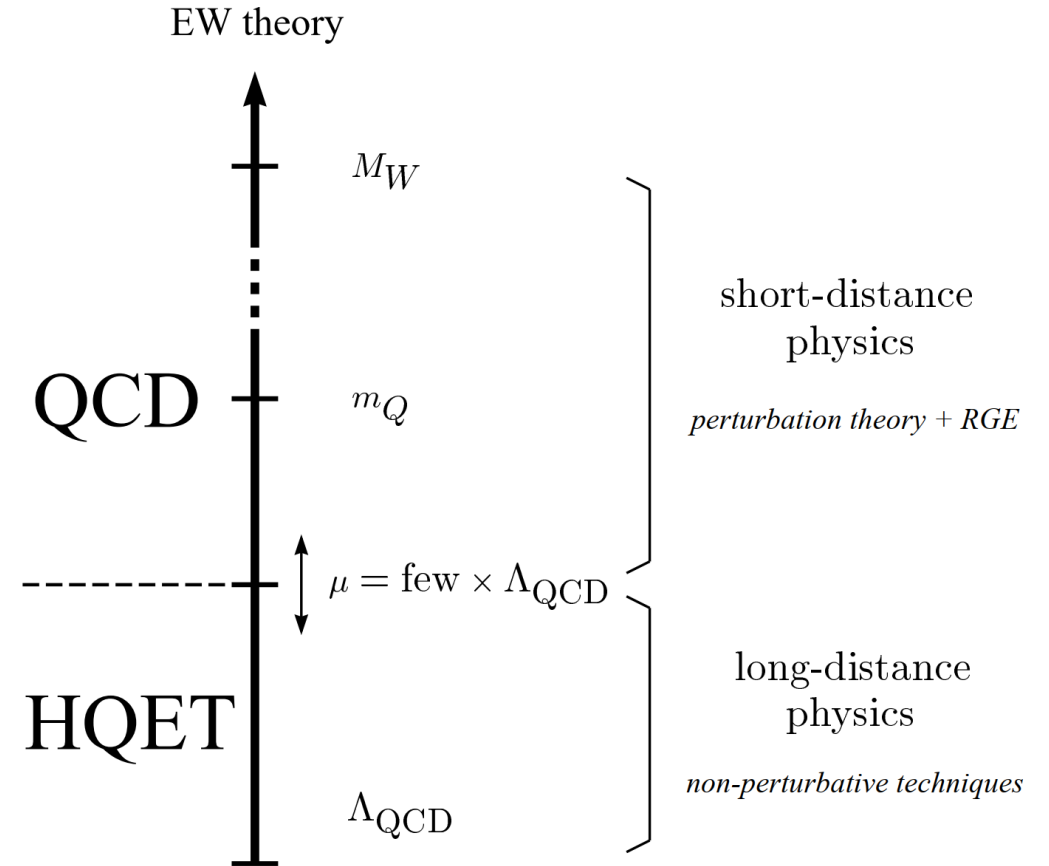 EW theory
M_W
short-distance
physics
QCD
m_Q
perturbation theory + RGE
μ = few × Λ_QCD
long-distance
physics
HQET
non-perturbative techniques
Λ_QCD